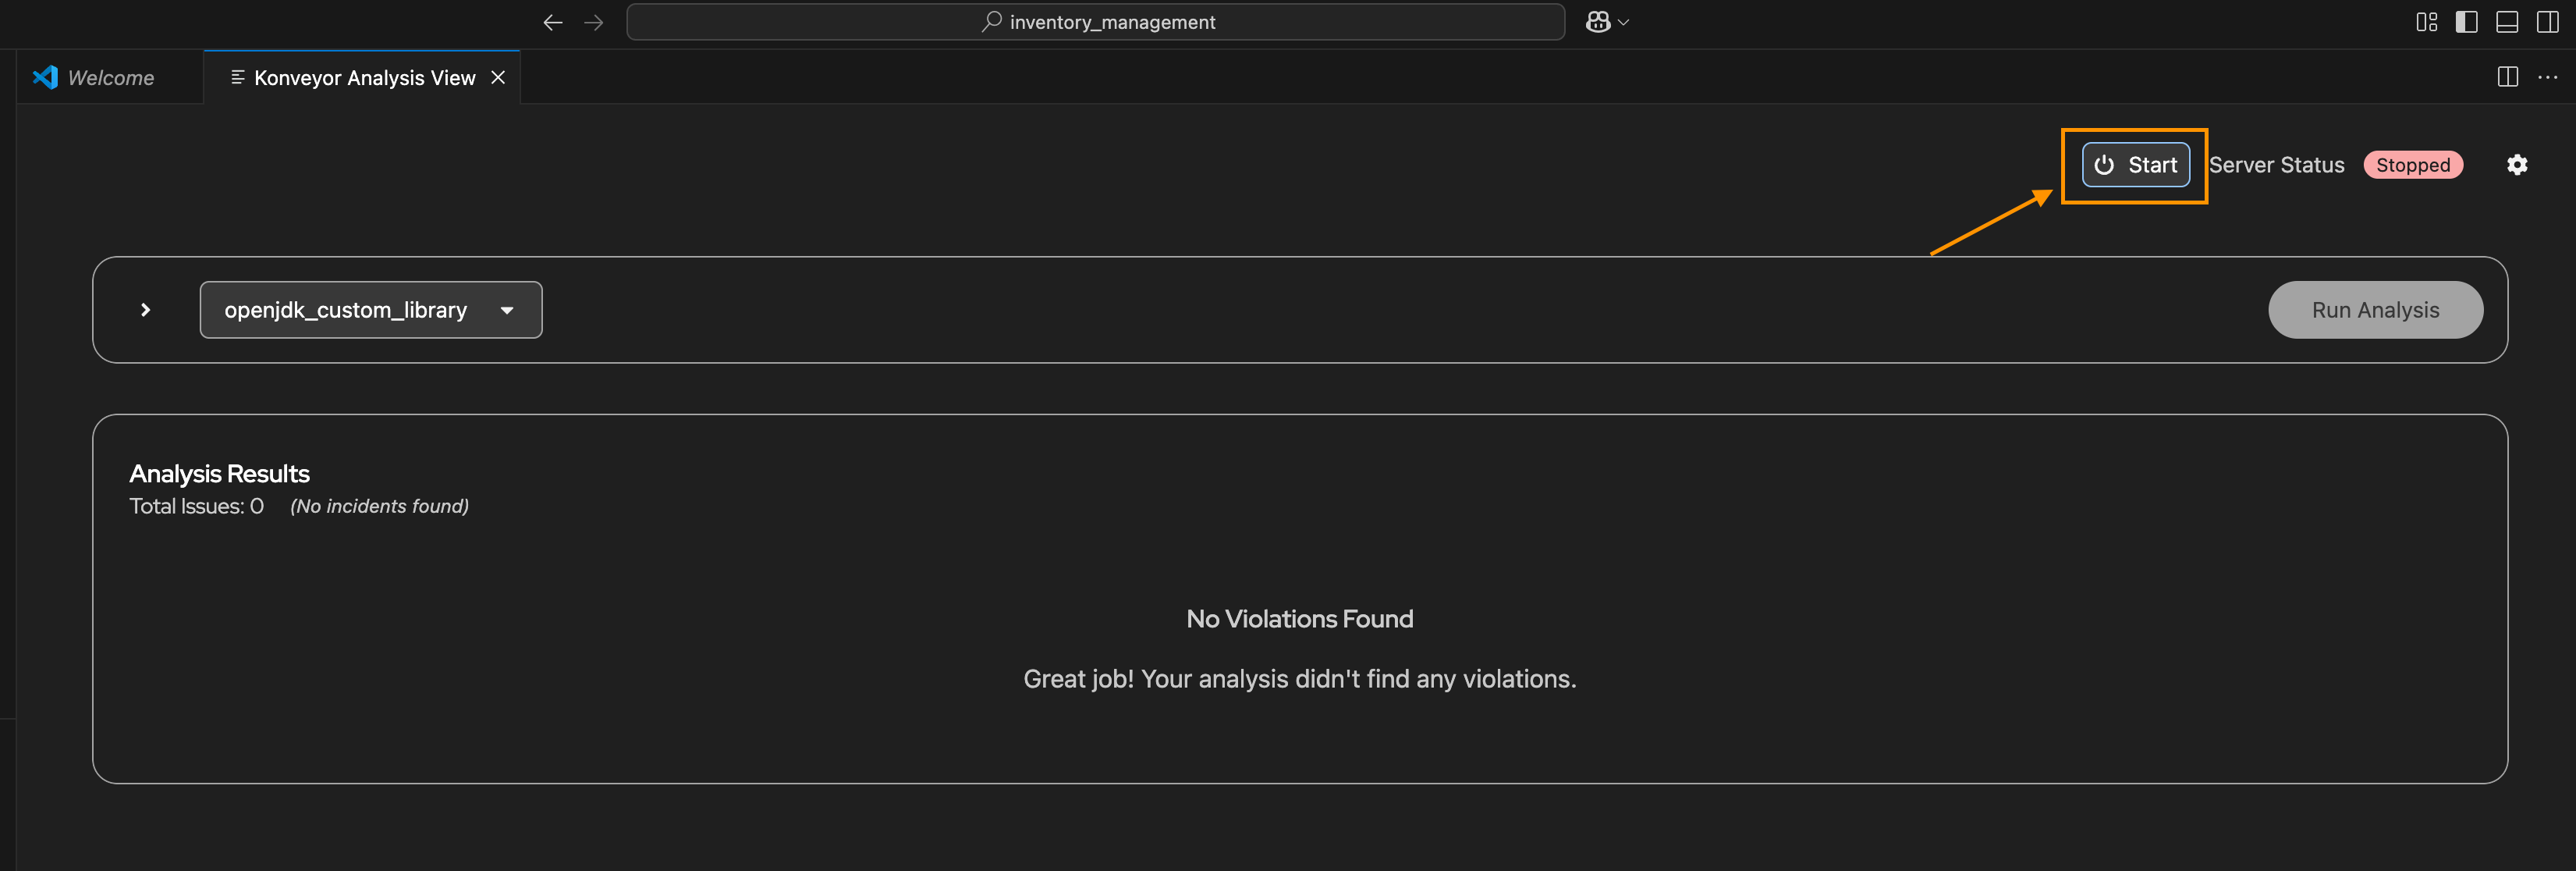 inventory_management
Welcome
Konveyor Analysis View
Start
Server Status
Stopped
openjdk_custom_library
Run Analysis
Analysis Results
Total Issues: 0 (No incidents found)
No Violations Found
Great job! Your analysis didn't find any violations.